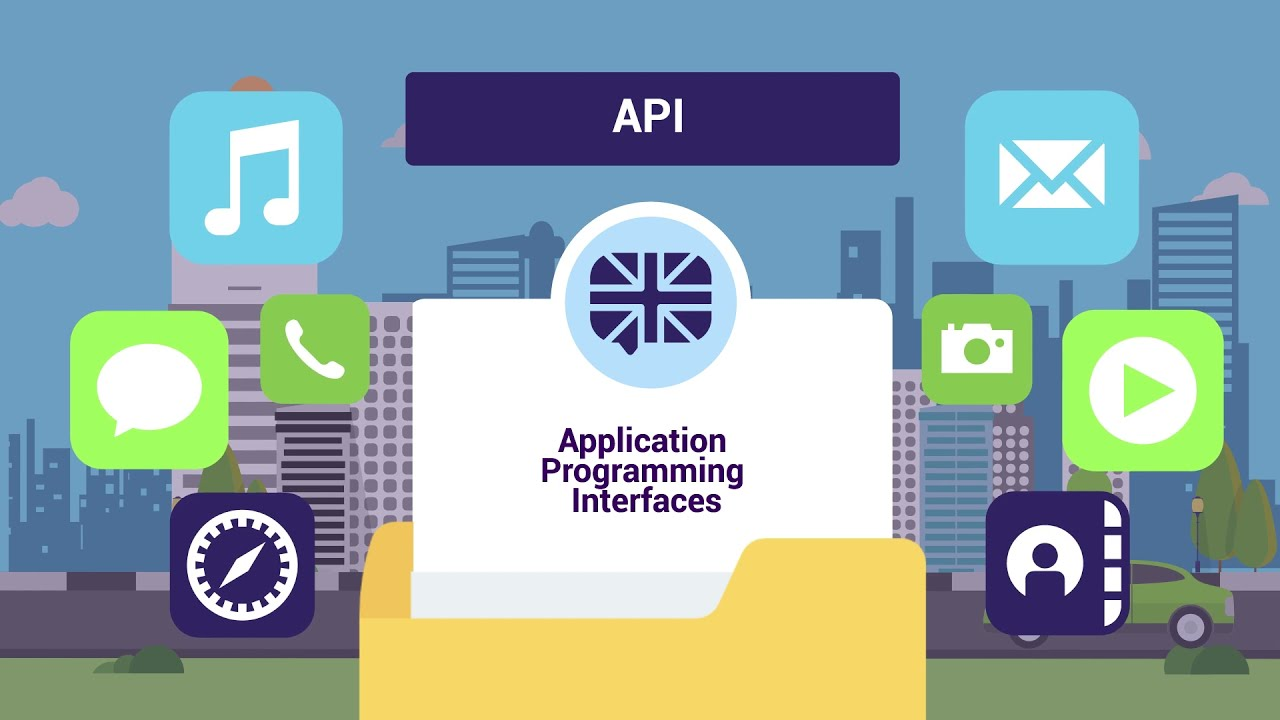 API
Application
Programming
Interfaces